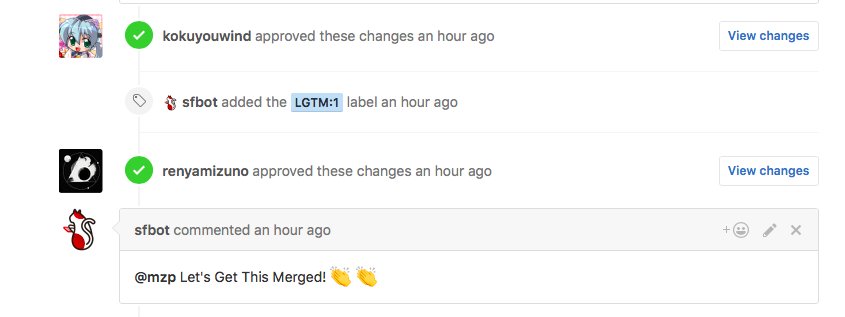 kokuyouwind approved these changes an hour ago View changes
sfbot added the LGTM:1 label an hour ago
renyamizuno approved these changes an hour ago View changes
sfbot commented an hour ago
@mzp Let's Get This Merged! 👏 👏